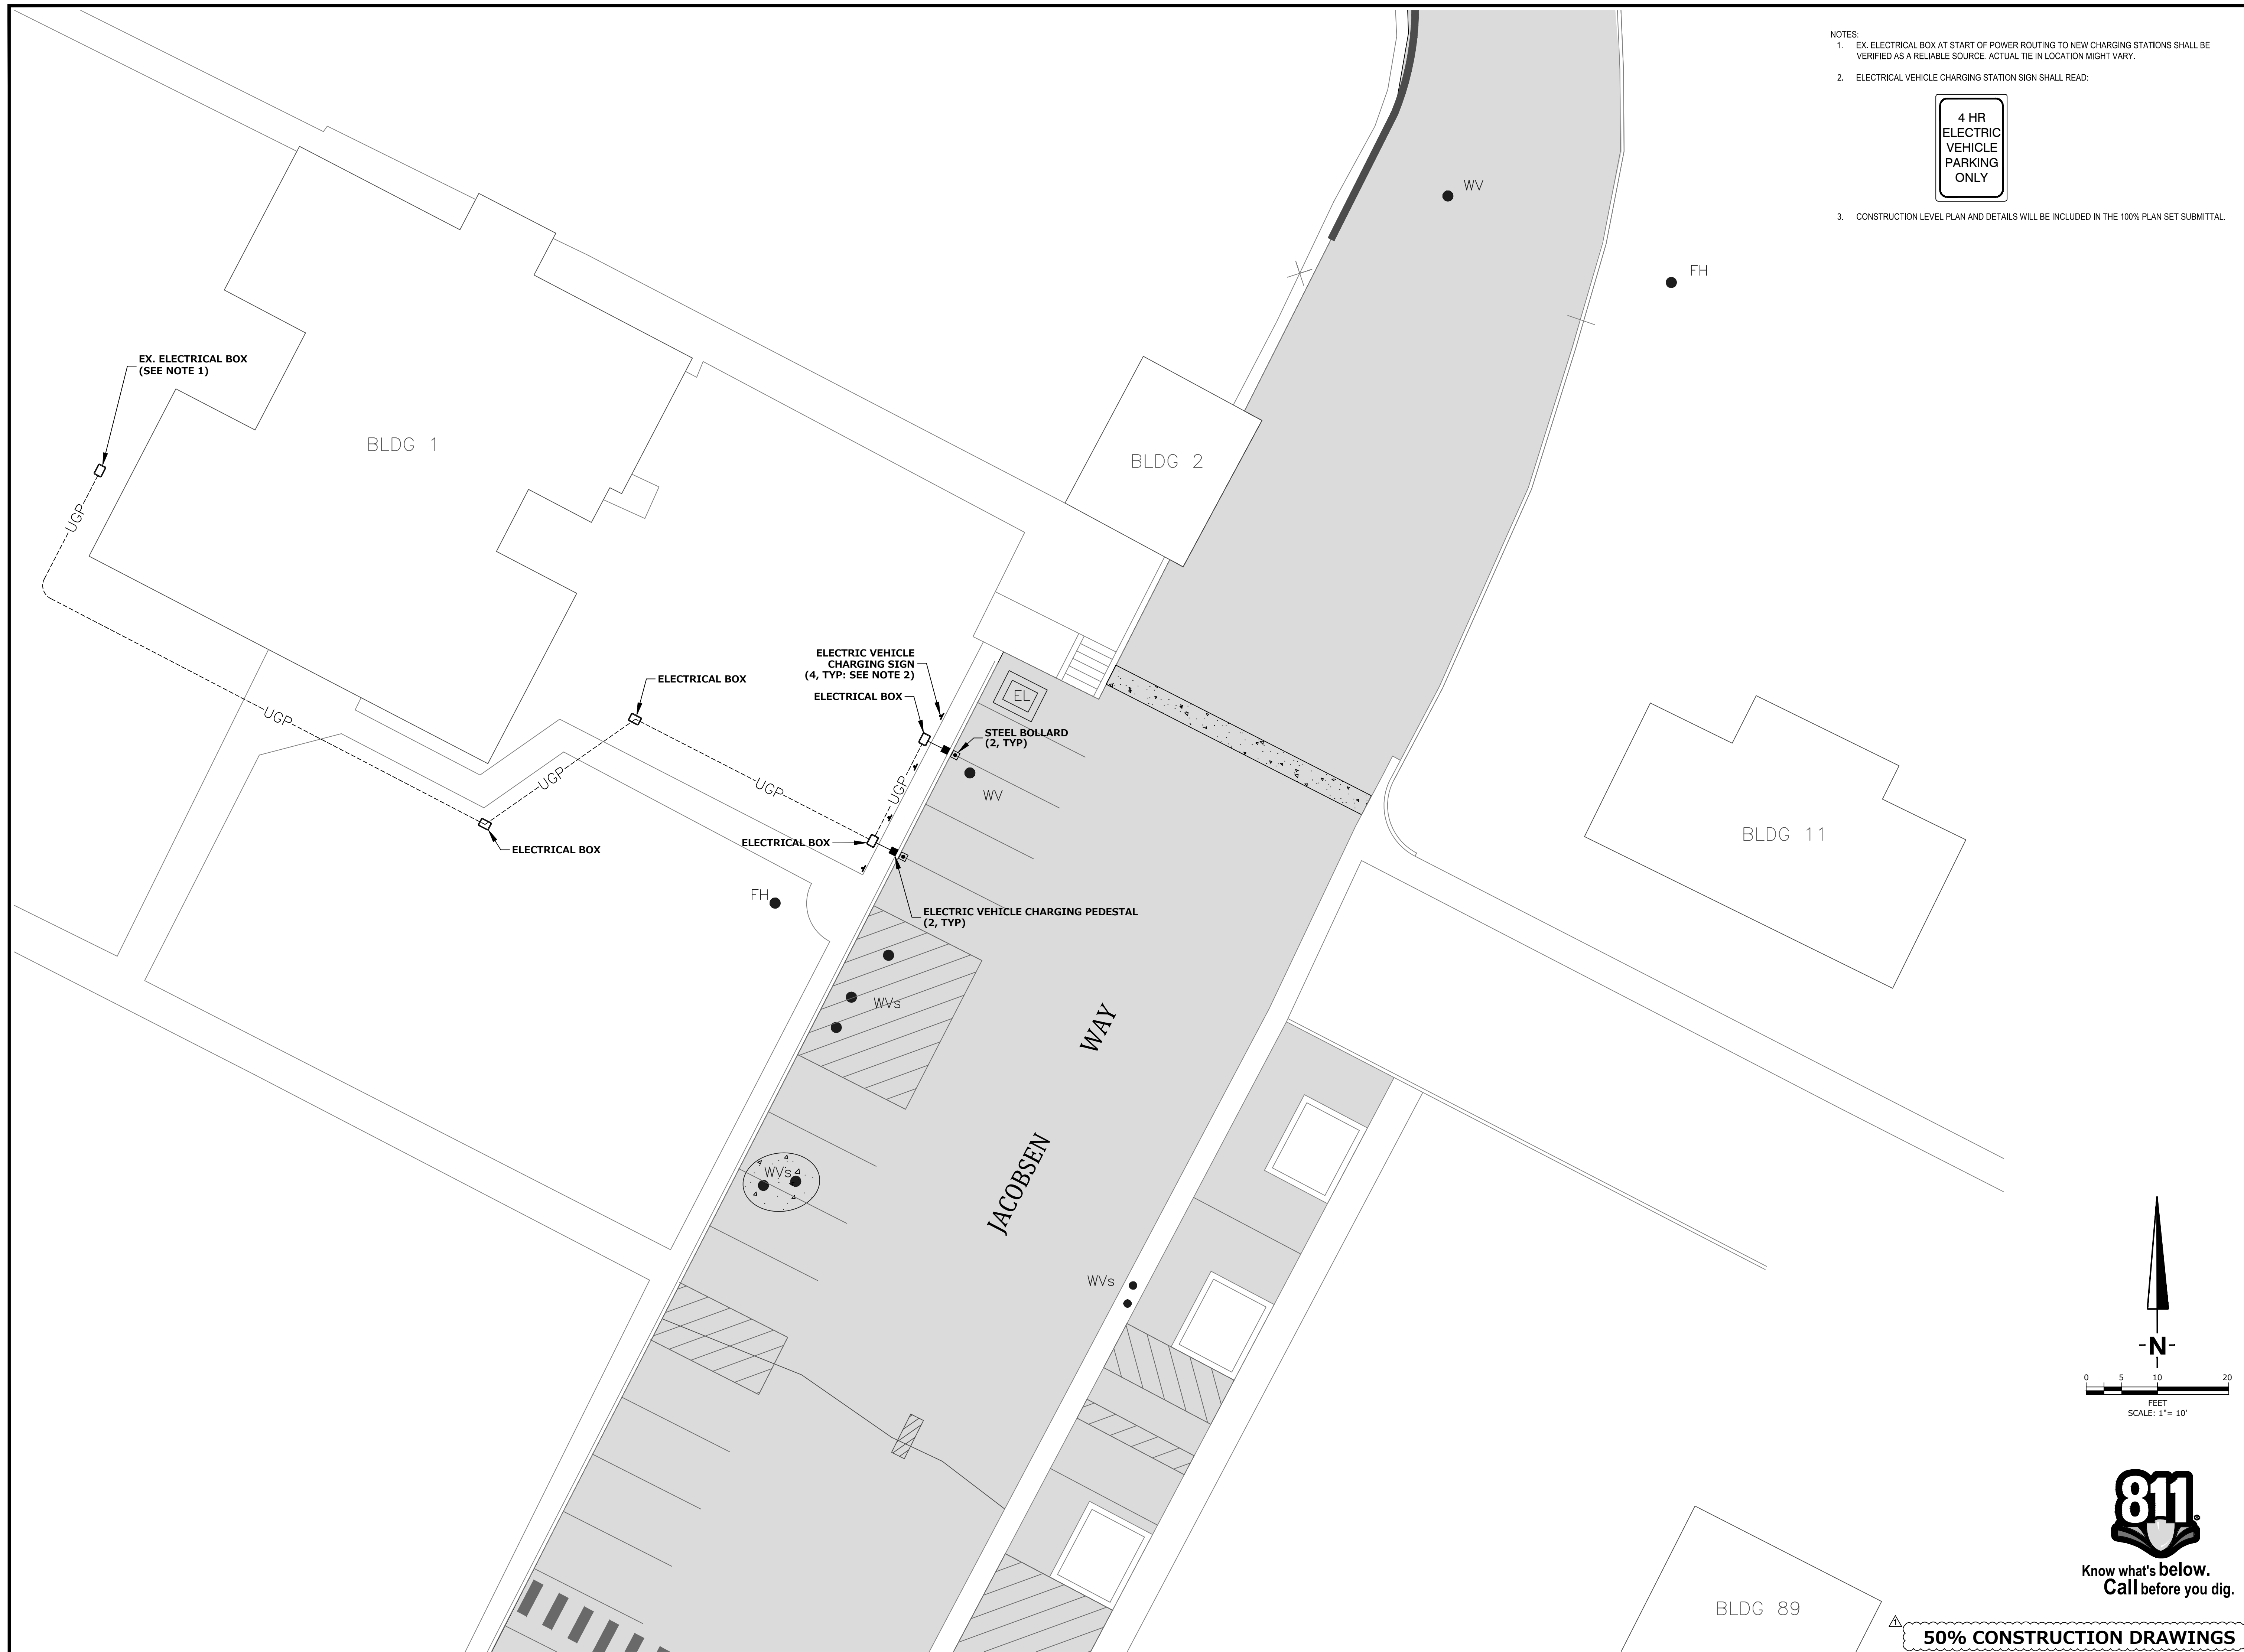 NOTES:
1. EX. ELECTRICAL BOX AT START OF POWER ROUTING TO NEW CHARGING STATIONS SHALL BE
VERIFIED AS A RELIABLE SOURCE. ACTUAL TIE IN LOCATION MIGHT VARY.
2. ELECTRICAL VEHICLE CHARGING STATION SIGN SHALL READ:
4 HR
ELECTRIC
VEHICLE
PARKING
ONLY
3. CONSTRUCTION LEVEL PLAN AND DETAILS WILL BE INCLUDED IN THE 100% PLAN SET SUBMITTAL.
WV
FH
EX. ELECTRICAL BOX
(SEE NOTE 1)
BLDG 1
BLDG 2
UGP
UGP
ELECTRICAL BOX
ELECTRIC VEHICLE
CHARGING SIGN
(4, TYP: SEE NOTE 2)
ELECTRICAL BOX
EL
STEEL BOLLARD
(2, TYP)
UGP
UGP
UGP
WV
ELECTRICAL BOX
ELECTRICAL BOX
BLDG 11
FH
ELECTRIC VEHICLE CHARGING PEDESTAL
(2, TYP)
WVs
JACOBSEN WAY
WVs
WVs
-N-
0 5 10 20
FEET
SCALE: 1"= 10'
811
Know what's below.
Call before you dig.
BLDG 89
1
50% CONSTRUCTION DRAWINGS